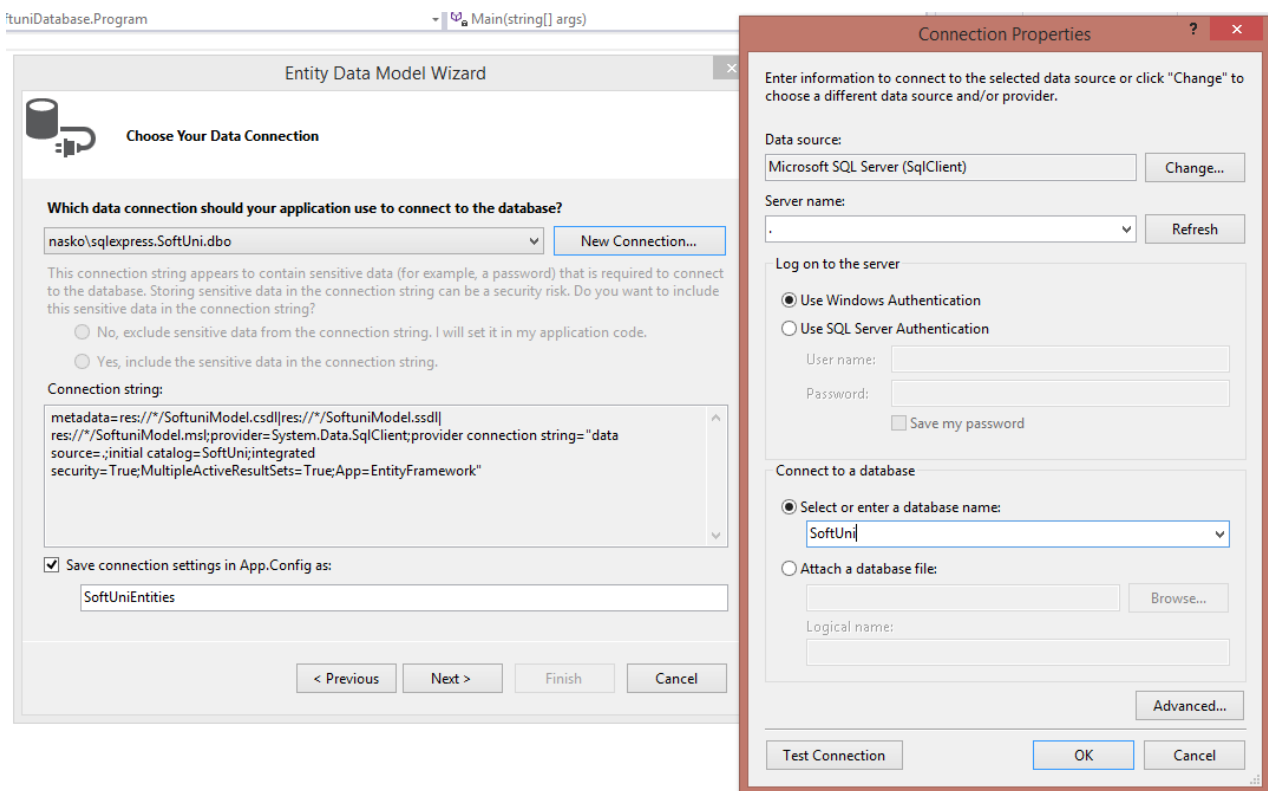 ftuniDatabase.Program
Main(string[] args)
Entity Data Model Wizard
Choose Your Data Connection
Which data connection should your application use to connect to the database?
nasko\sqlexpress.SoftUni.dbo
New Connection...
This connection string appears to contain sensitive data (for example, a password) that is required to connect
to the database. Storing sensitive data in the connection string can be a security risk. Do you want to include
this sensitive data in the connection string?
No, exclude sensitive data from the connection string. I will set it in my application code.
Yes, include the sensitive data in the connection string.
Connection string:
metadata=res://*/SoftuniModel.csdl|res://*/SoftuniModel.ssdl|
res://*/SoftuniModel.msl;provider=System.Data.SqlClient;provider connection string="data
source=.;initial catalog=SoftUni;integrated
security=True;MultipleActiveResultSets=True;App=EntityFramework"
Save connection settings in App.Config as:
SoftUniEntities
< Previous
Next >
Finish
Cancel
Connection Properties
?
Enter information to connect to the selected data source or click "Change" to
choose a different data source and/or provider.
Data source:
Microsoft SQL Server (SqlClient)
Change...
Server name:
.
Refresh
Log on to the server
Use Windows Authentication
Use SQL Server Authentication
User name:
Password:
Save my password
Connect to a database
Select or enter a database name:
SoftUni
Attach a database file:
Browse...
Logical name:
Advanced...
Test Connection
OK
Cancel